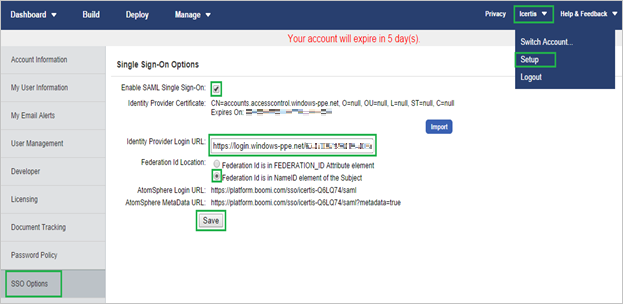 Dashboard Build Deploy Manage Privacy Icertis Help & Feedback
Your account will expire in 5 day(s).
Switch Account...
Setup
Logout
Account Information
My User Information
My Email Alerts
User Management
Developer
Licensing
Document Tracking
Password Policy
SSO Options
Single Sign-On Options
Enable SAML Single Sign-On:
Identity Provider Certificate: CN=accounts.accesscontrol.windows-ppe.net, O=null, OU=null, L=null, ST=null, C=null
Expires On:
Import
Identity Provider Login URL: https://login.windows-ppe.net/
Federation Id Location: Federation Id is in FEDERATION_ID Attribute element
Federation Id is in NameID element of the Subject
AtomSphere Login URL: https://platform.boomi.com/sso/icertis-Q6LQ74/saml
AtomSphere MetaData URL: https://platform.boomi.com/sso/icertis-Q6LQ74/saml?metadata=true
Save